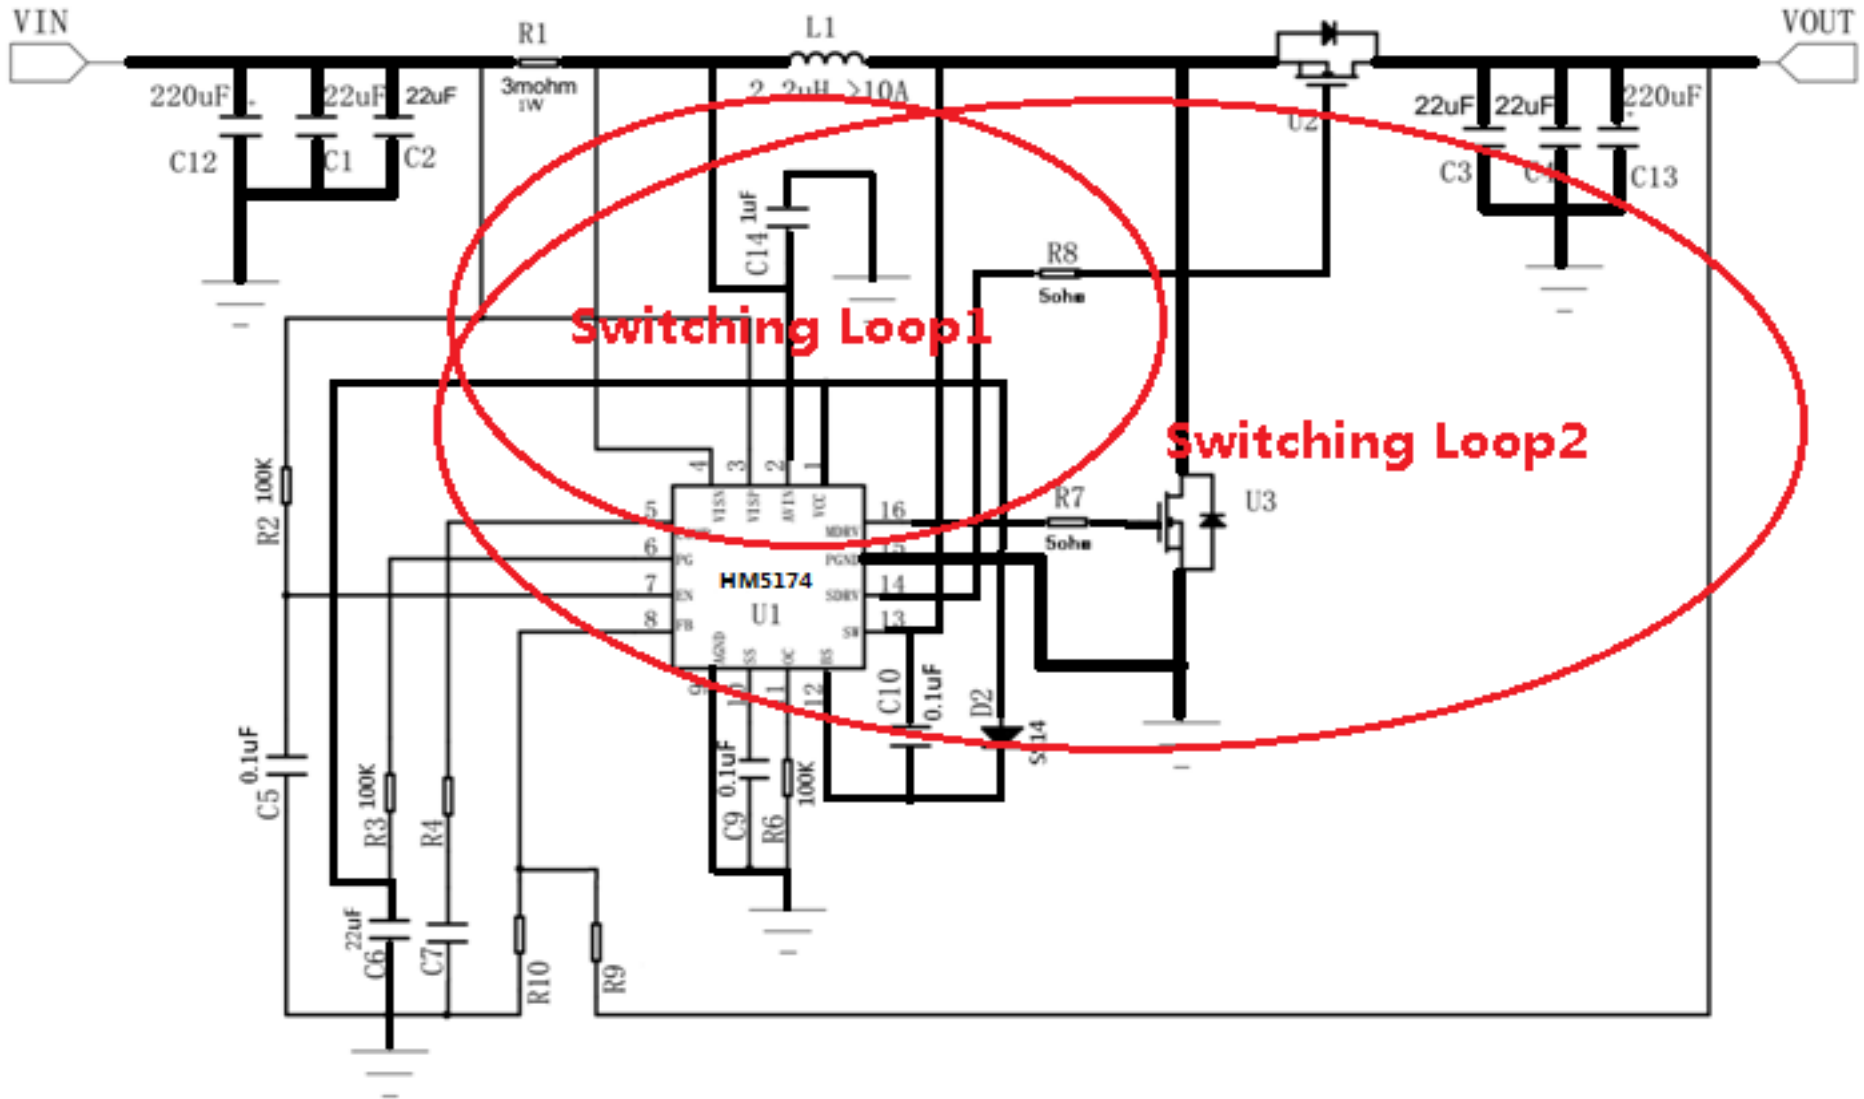 VIN
R1
L1
VOUT
3mohm
1W
2.2uH >10A
220uF
22uF
22uF
C12
C1
C2
U2
22uF
22uF
220uF
C3
C4
C13
1uF
C14
R8
5ohm
Switching Loop1
Switching Loop2
100K
R2
4
3
2
1
VISN
VISP
AVIN
VCC
5
6
7
8
PG
EN
FB
HM5174
U1
16
15
14
13
MDRV
PGND
SDRV
SW
AGND
SS
OC
BS
9
10
11
12
R7
5ohm
U3
C10
0.1uF
D2
SS14
0.1uF
C5
100K
R3
R4
0.1uF
C9
100K
R6
22uF
C6
C7
R10
R9